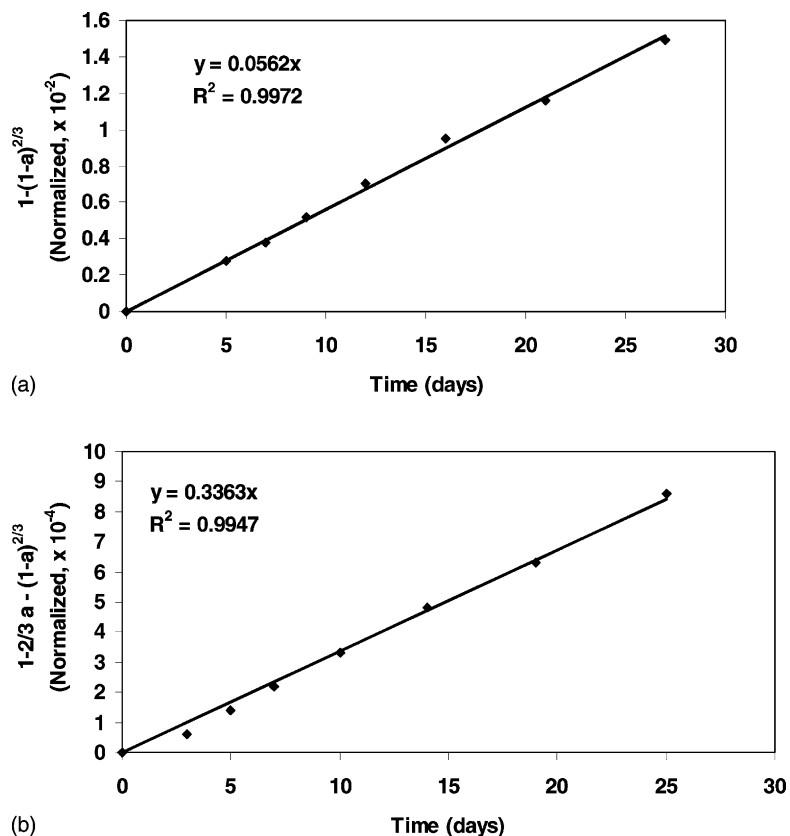 1.6
1.4
1.2
1
0.8
0.6
0.4
0.2
0
y = 0.0562x
R² = 0.9972
1-(1-a)^2/3
(Normalized, x 10^-2)
0 5 10 15 20 25 30
Time (days)
(a)
10
9
8
7
6
5
4
3
2
1
0
y = 0.3363x
R² = 0.9947
1-2/3 a - (1-a)^2/3
(Normalized, x 10^-4)
0 5 10 15 20 25 30
Time (days)
(b)